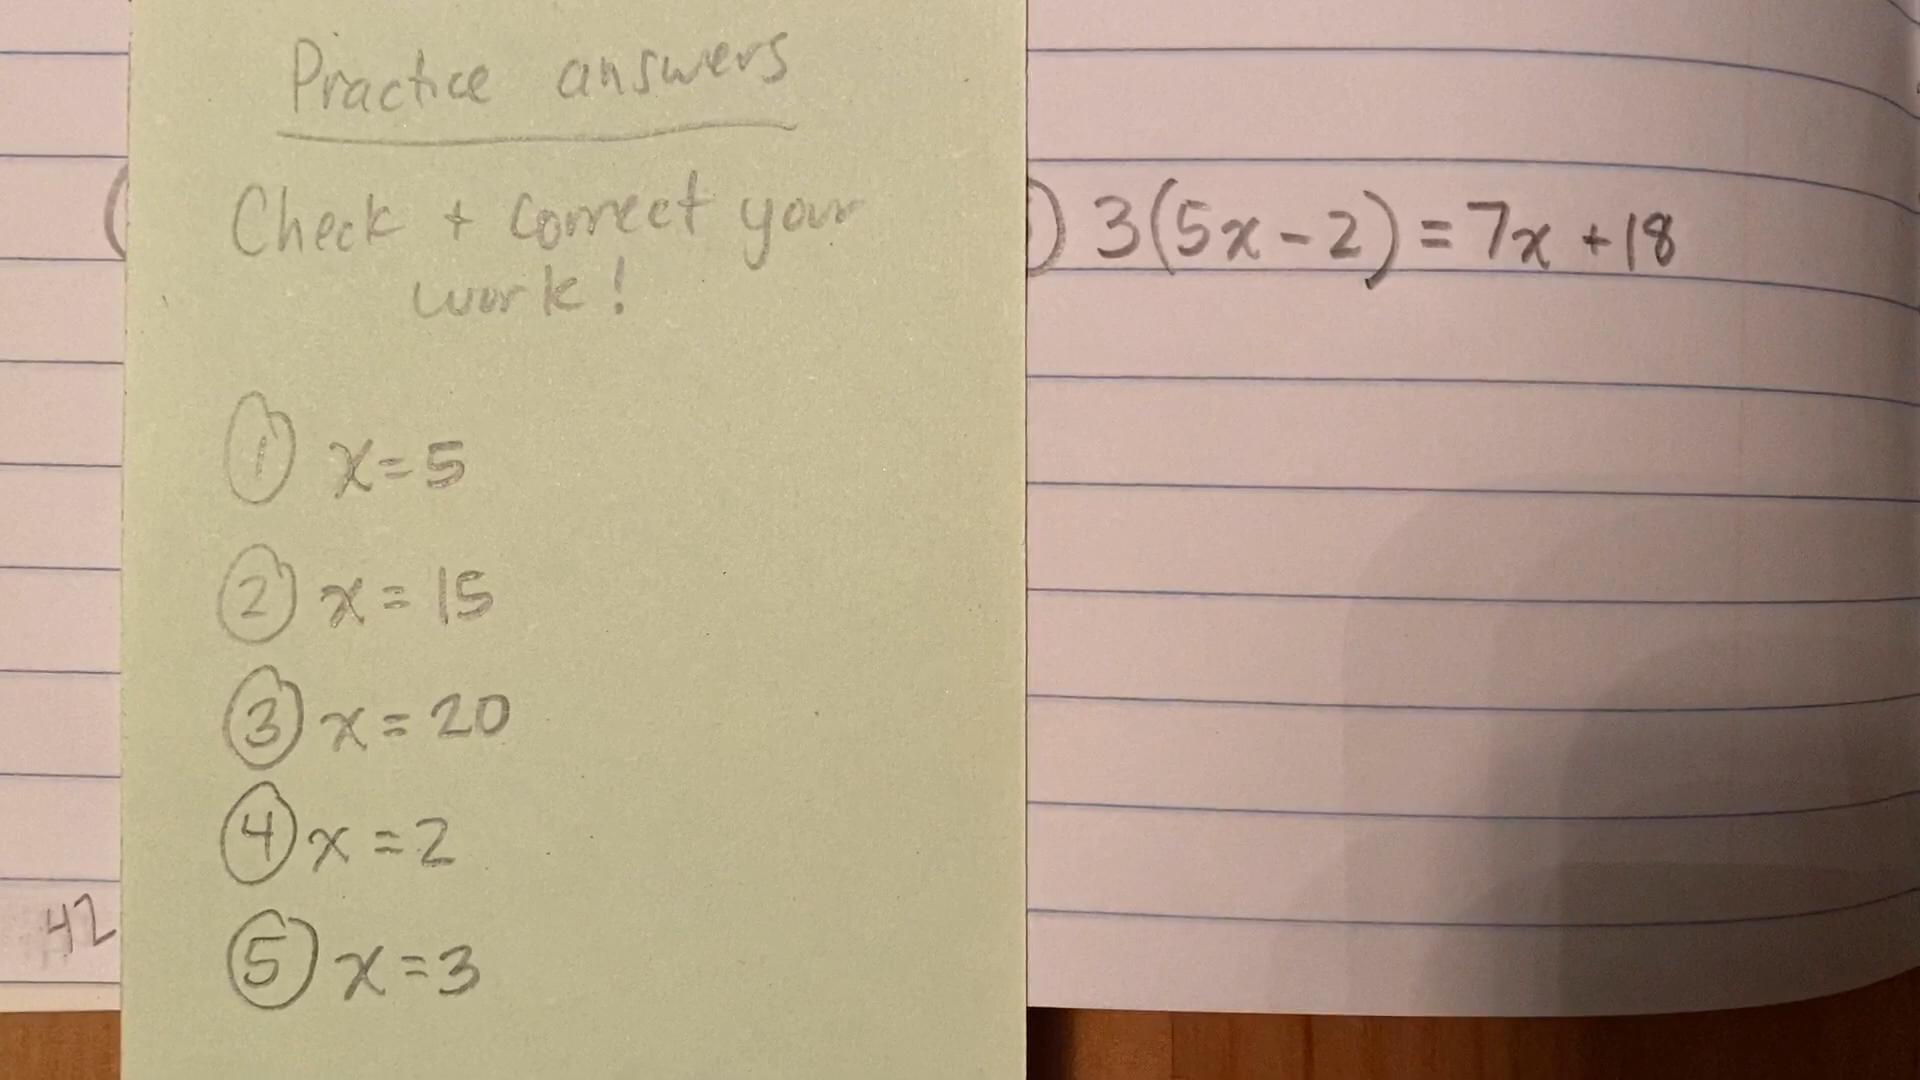 Practice answers
Check + correct your
work!
① x=5
② x=15
③ x=20
④ x=2
⑤ x=3
) 3(5x-2)=7x+18
42